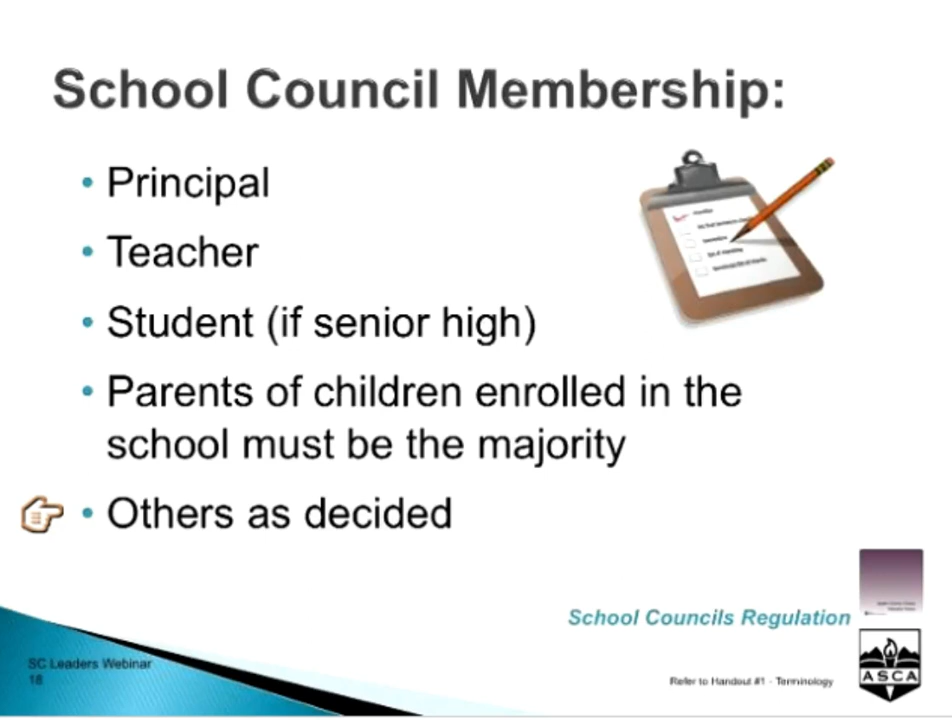 School Council Membership:
• Principal
• Teacher
• Student (if senior high)
• Parents of children enrolled in the
school must be the majority
• Others as decided
School Councils Regulation
SC Leaders Webinar
18
Refer to Handout #1 - Terminology
ASCA